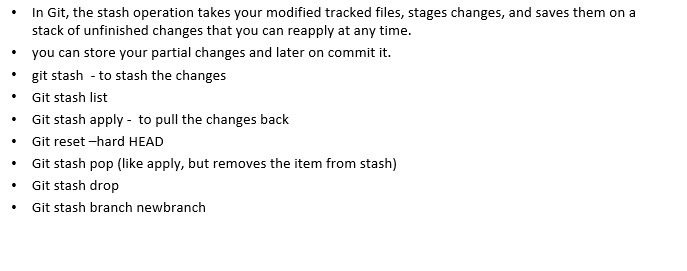 • In Git, the stash operation takes your modified tracked files, stages changes, and saves them on a
stack of unfinished changes that you can reapply at any time.
• you can store your partial changes and later on commit it.
• git stash  - to stash the changes
• Git stash list
• Git stash apply -  to pull the changes back
• Git reset –hard HEAD
• Git stash pop (like apply, but removes the item from stash)
• Git stash drop
• Git stash branch newbranch